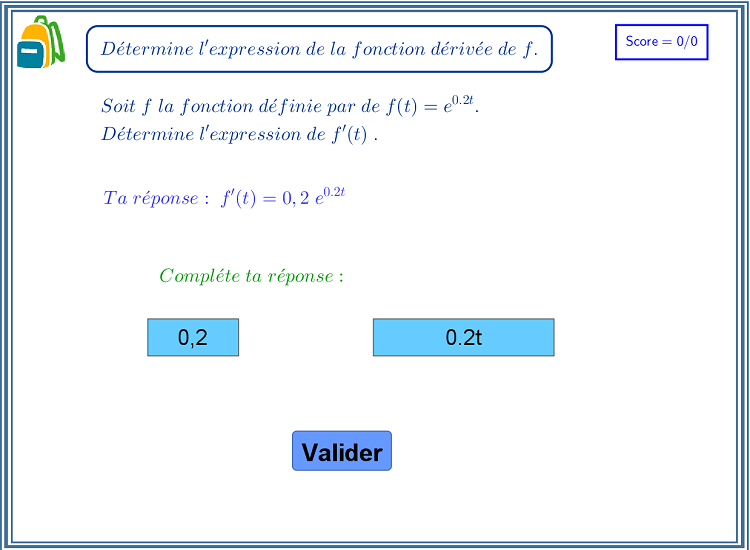 Détermine l'expression de la fonction dérivée de f.
Score = 0/0
Soit f la fonction définie par de f(t) = e^{0.2t}.
Détermine l'expression de f'(t) .
Ta réponse : f'(t) = 0, 2 e^{0.2t}
Compléte ta réponse :
0,2
0.2t
Valider